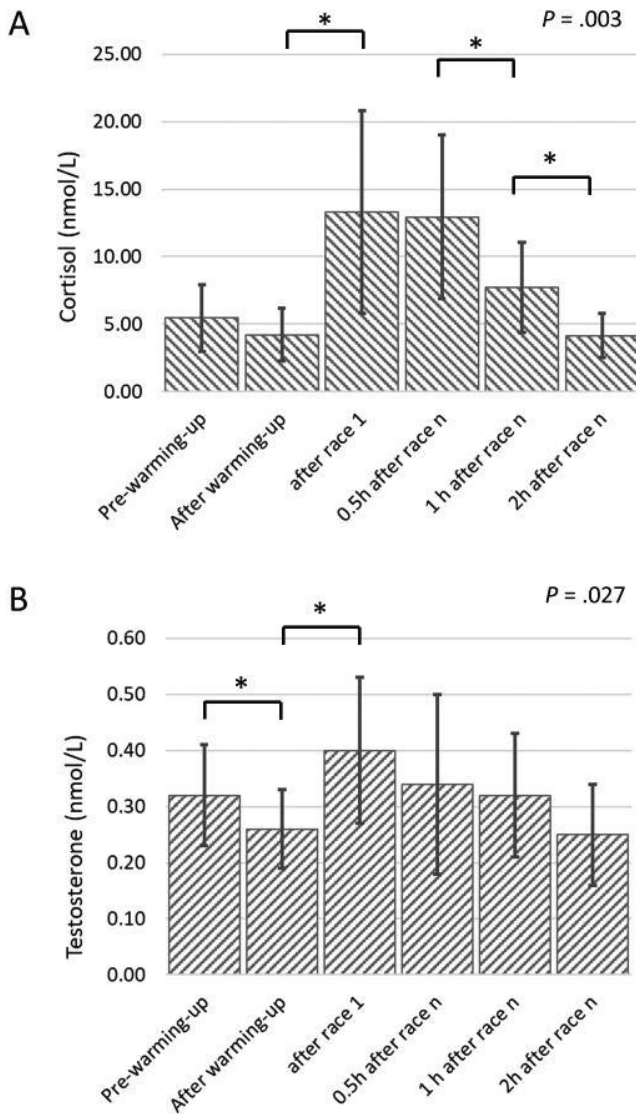 A
P = .003
*
*
*
25.00
20.00
15.00
10.00
5.00
0.00
Cortisol (nmol/L)
Pre-warming-up
After warming-up
after race 1
0.5h after race n
1 h after race n
2h after race n
B
P = .027
*
*
0.60
0.50
0.40
0.30
0.20
0.10
0.00
Testosterone (nmol/L)
Pre-warming-up
After warming-up
after race 1
0.5h after race n
1 h after race n
2h after race n